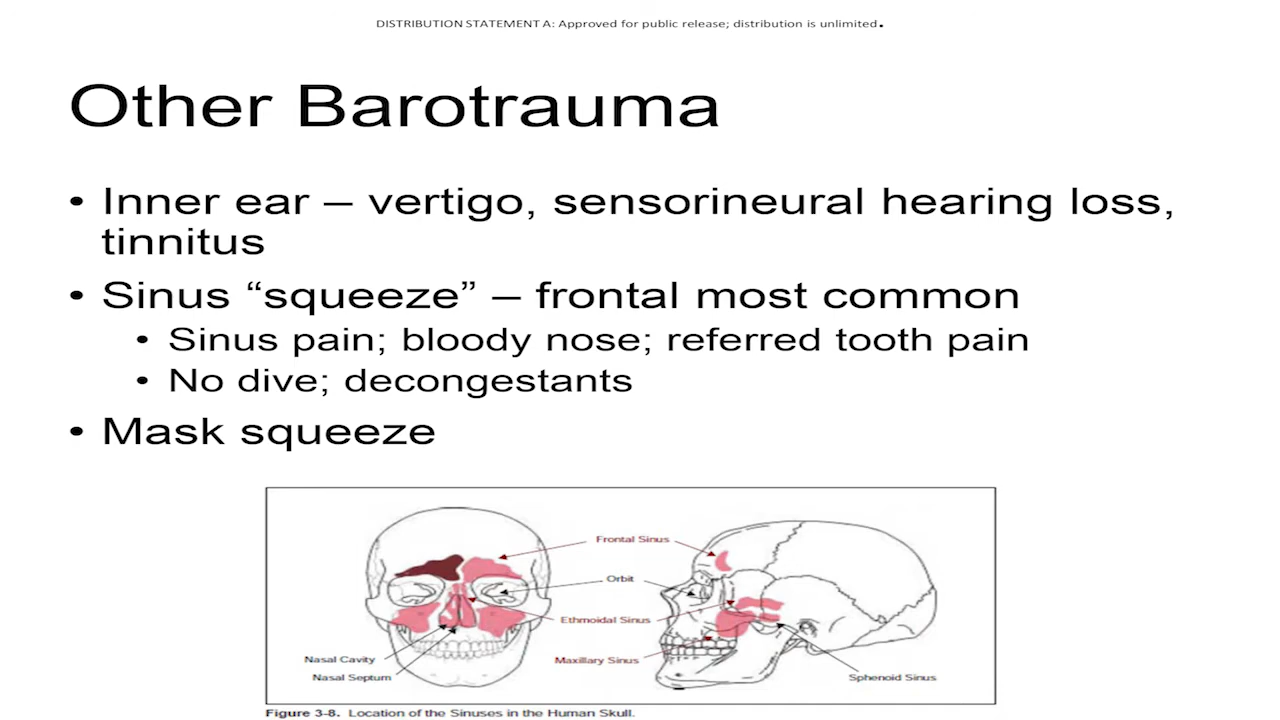 DISTRIBUTION STATEMENT A: Approved for public release; distribution is unlimited.
Other Barotrauma
• Inner ear – vertigo, sensorineural hearing loss,
tinnitus
• Sinus “squeeze” – frontal most common
• Sinus pain; bloody nose; referred tooth pain
• No dive; decongestants
• Mask squeeze
Frontal Sinus
Orbit
Ethmoidal Sinus
Nasal Cavity
Maxillary Sinus
Nasal Septum
Sphenoid Sinus
Figure 3-8. Location of the Sinuses in the Human Skull.